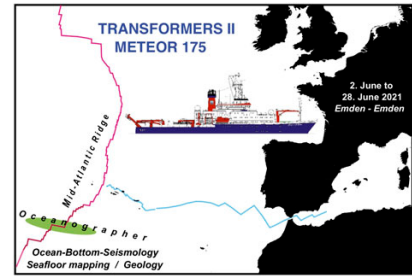 TRANSFORMERS II
METEOR 175
2. June to
28. June 2021
Emden - Emden
Mid-Atlantic Ridge
Oceanographer
Ocean-Bottom-Seismology
Seafloor mapping / Geology